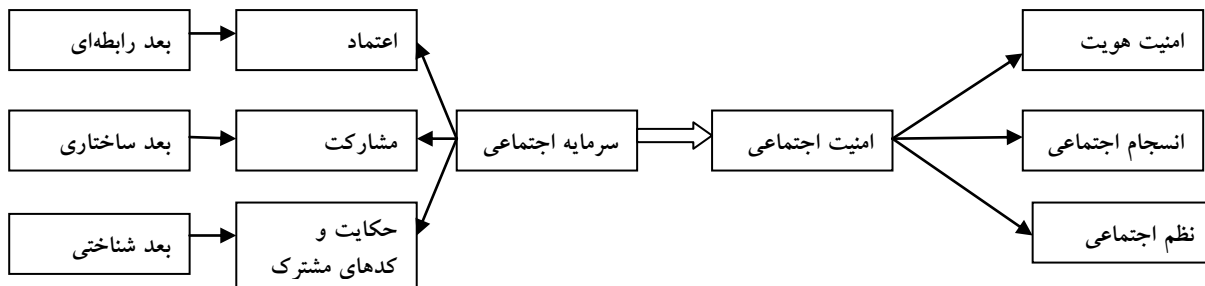 بعد رابطه‌ای
اعتماد
امنیت هویت
بعد ساختاری
مشارکت
سرمایه اجتماعی
امنیت اجتماعی
انسجام اجتماعی
بعد شناختی
حکایت و
کدهای مشترک
نظم اجتماعی